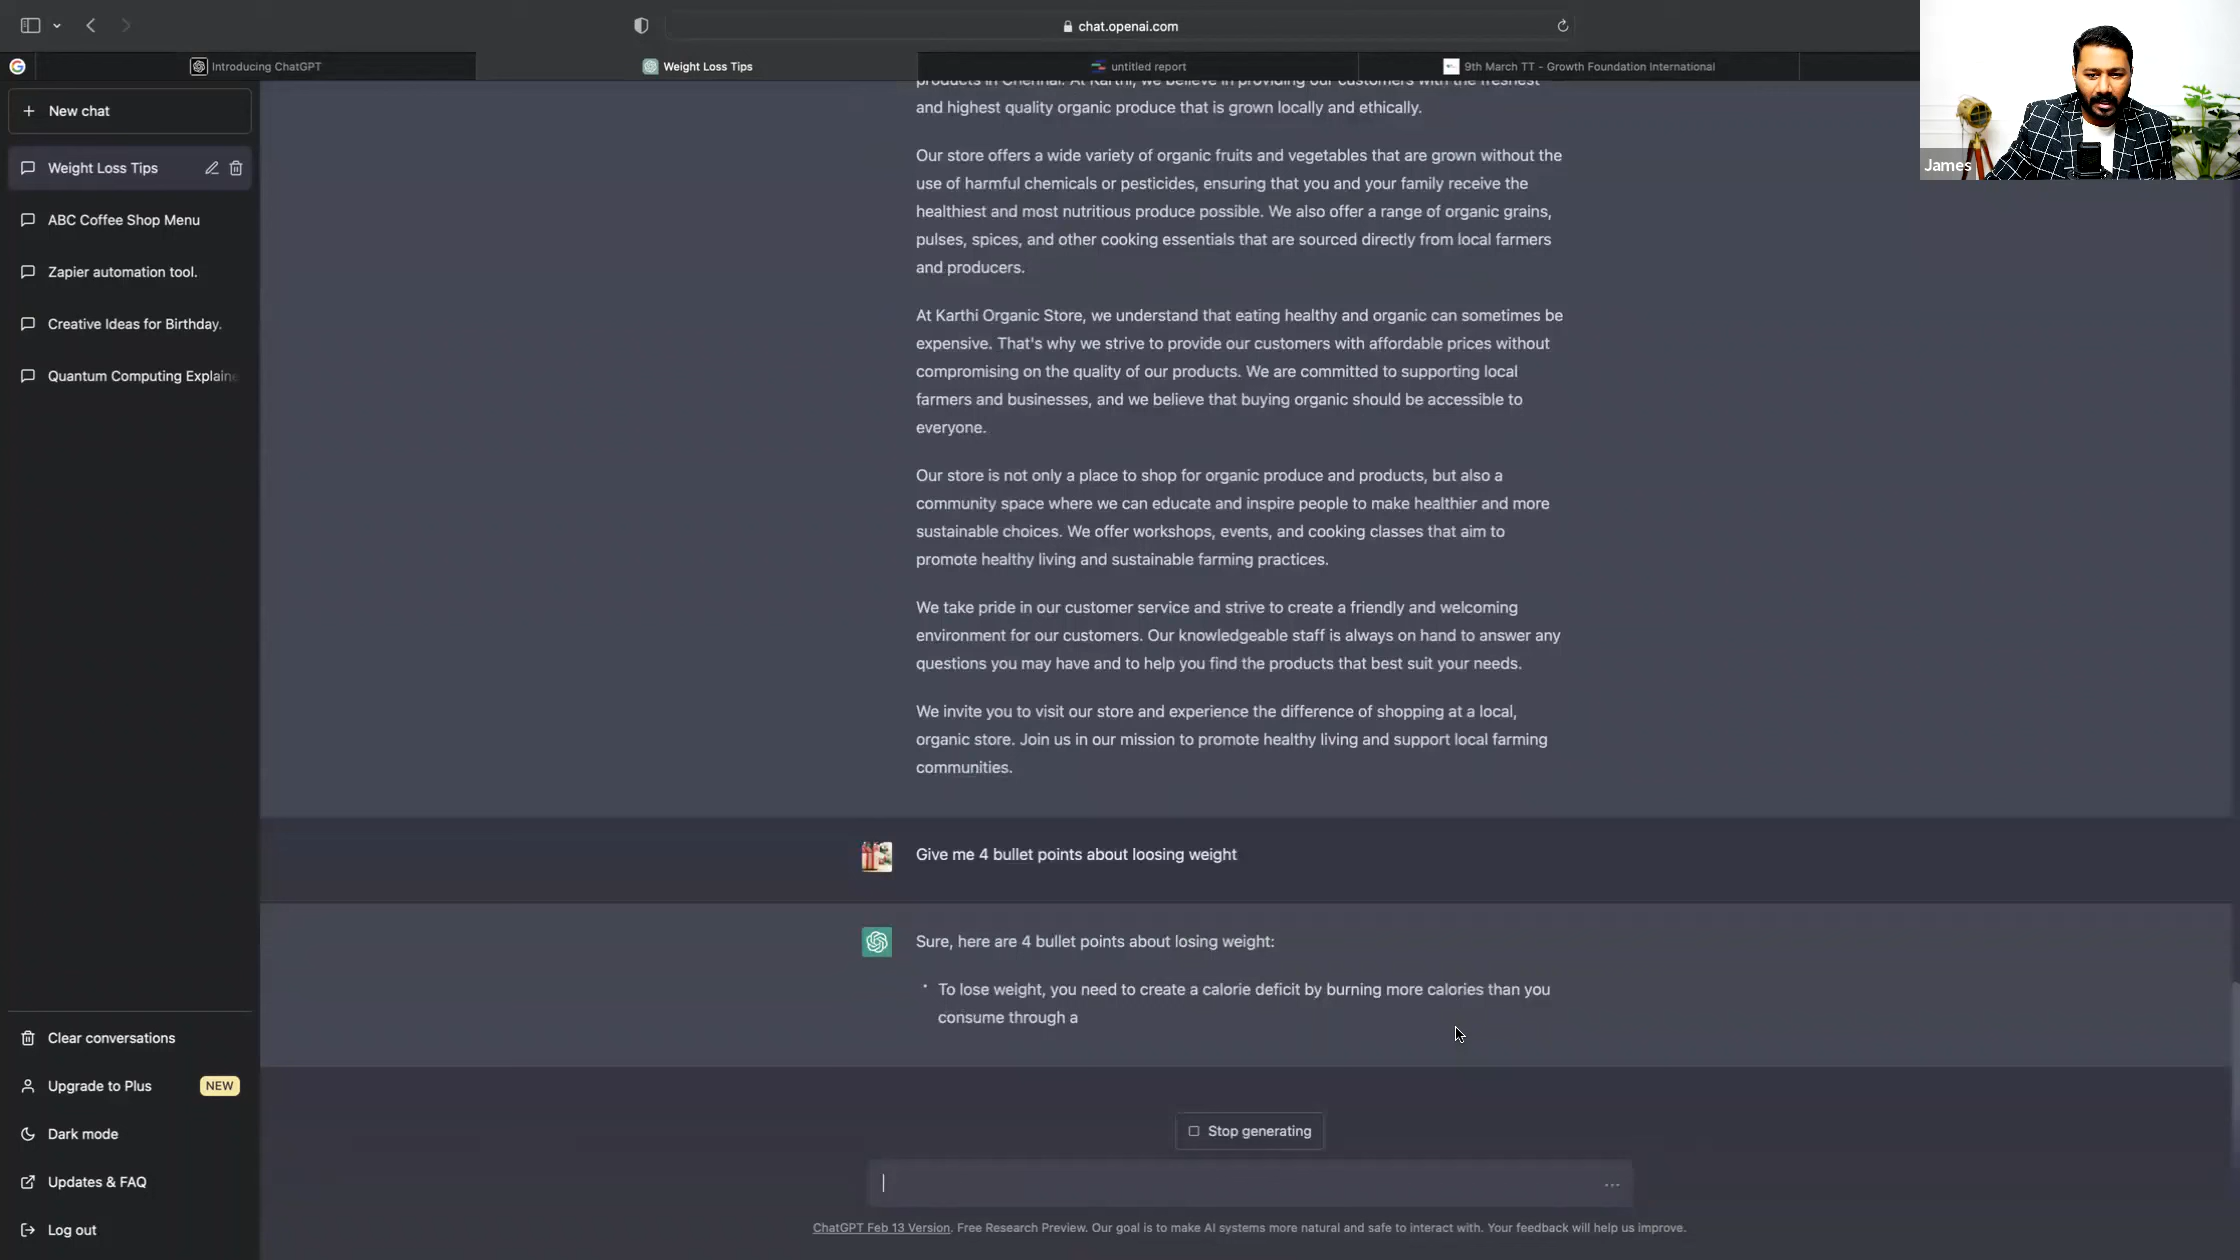 chat.openai.com
Introducing ChatGPT
Weight Loss Tips
untitled report
9th March TT - Growth Foundation International
James
New chat
Weight Loss Tips
ABC Coffee Shop Menu
Zapier automation tool.
Creative Ideas for Birthday.
Quantum Computing Explaine
Clear conversations
Upgrade to Plus NEW
Dark mode
Updates & FAQ
Log out
products in Chennai. At Karthi, we believe in providing our customers with the freshest
and highest quality organic produce that is grown locally and ethically.
Our store offers a wide variety of organic fruits and vegetables that are grown without the
use of harmful chemicals or pesticides, ensuring that you and your family receive the
healthiest and most nutritious produce possible. We also offer a range of organic grains,
pulses, spices, and other cooking essentials that are sourced directly from local farmers
and producers.
At Karthi Organic Store, we understand that eating healthy and organic can sometimes be
expensive. That's why we strive to provide our customers with affordable prices without
compromising on the quality of our products. We are committed to supporting local
farmers and businesses, and we believe that buying organic should be accessible to
everyone.
Our store is not only a place to shop for organic produce and products, but also a
community space where we can educate and inspire people to make healthier and more
sustainable choices. We offer workshops, events, and cooking classes that aim to
promote healthy living and sustainable farming practices.
We take pride in our customer service and strive to create a friendly and welcoming
environment for our customers. Our knowledgeable staff is always on hand to answer any
questions you may have and to help you find the products that best suit your needs.
We invite you to visit our store and experience the difference of shopping at a local,
organic store. Join us in our mission to promote healthy living and support local farming
communities.
Give me 4 bullet points about loosing weight
Sure, here are 4 bullet points about losing weight:
• To lose weight, you need to create a calorie deficit by burning more calories than you
consume through a
Stop generating
ChatGPT Feb 13 Version. Free Research Preview. Our goal is to make AI systems more natural and safe to interact with. Your feedback will help us improve.